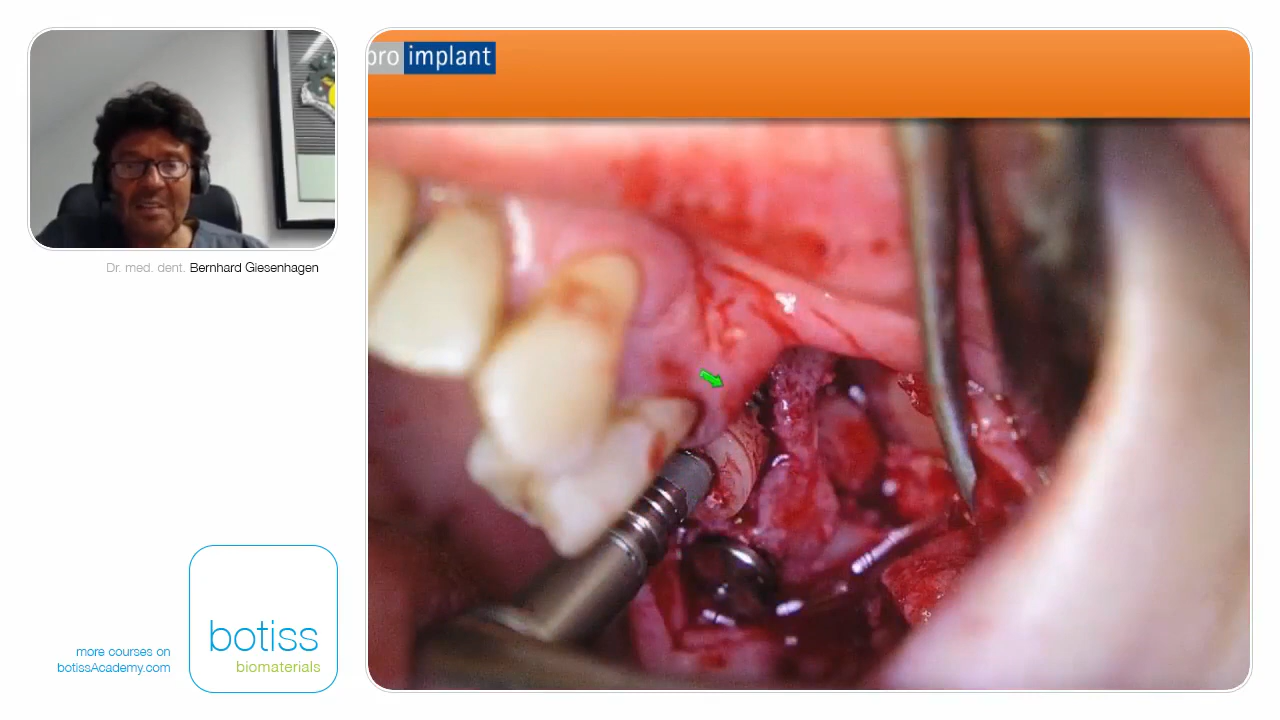 pro implant
Dr. med. dent. Bernhard Giesenhagen
more courses on
botissAcademy.com
botiss
biomaterials